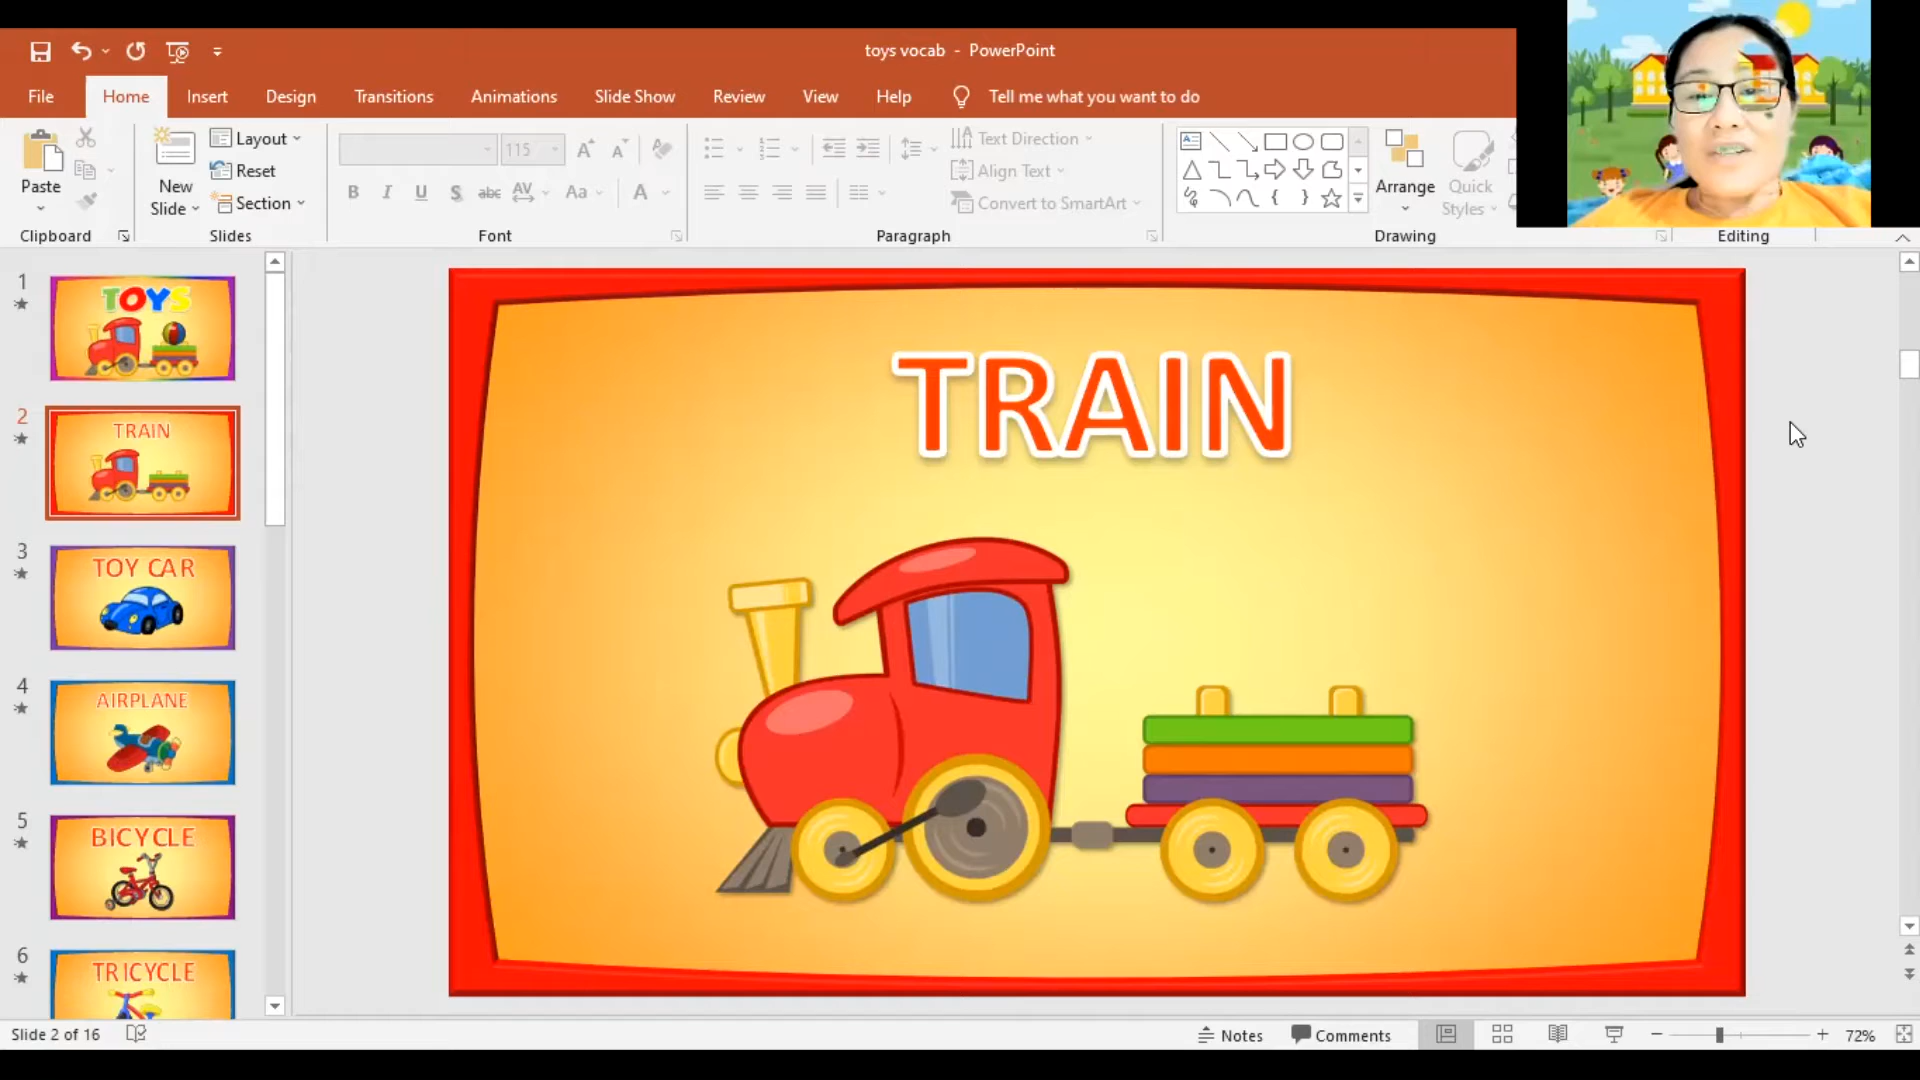 toys vocab - PowerPoint
File Home Insert Design Transitions Animations Slide Show Review View Help Tell me what you want to do
Paste
Clipboard
New Slide
Layout
Reset
Section
Slides
115
B I U S abc AV Aa A
Font
Text Direction
Align Text
Convert to SmartArt
Paragraph
Arrange
Quick Styles
Drawing
Editing
1
TOYS
2
TRAIN
3
TOY CAR
4
AIRPLANE
5
BICYCLE
6
TRICYCLE
TRAIN
Slide 2 of 16
Notes
Comments
72%